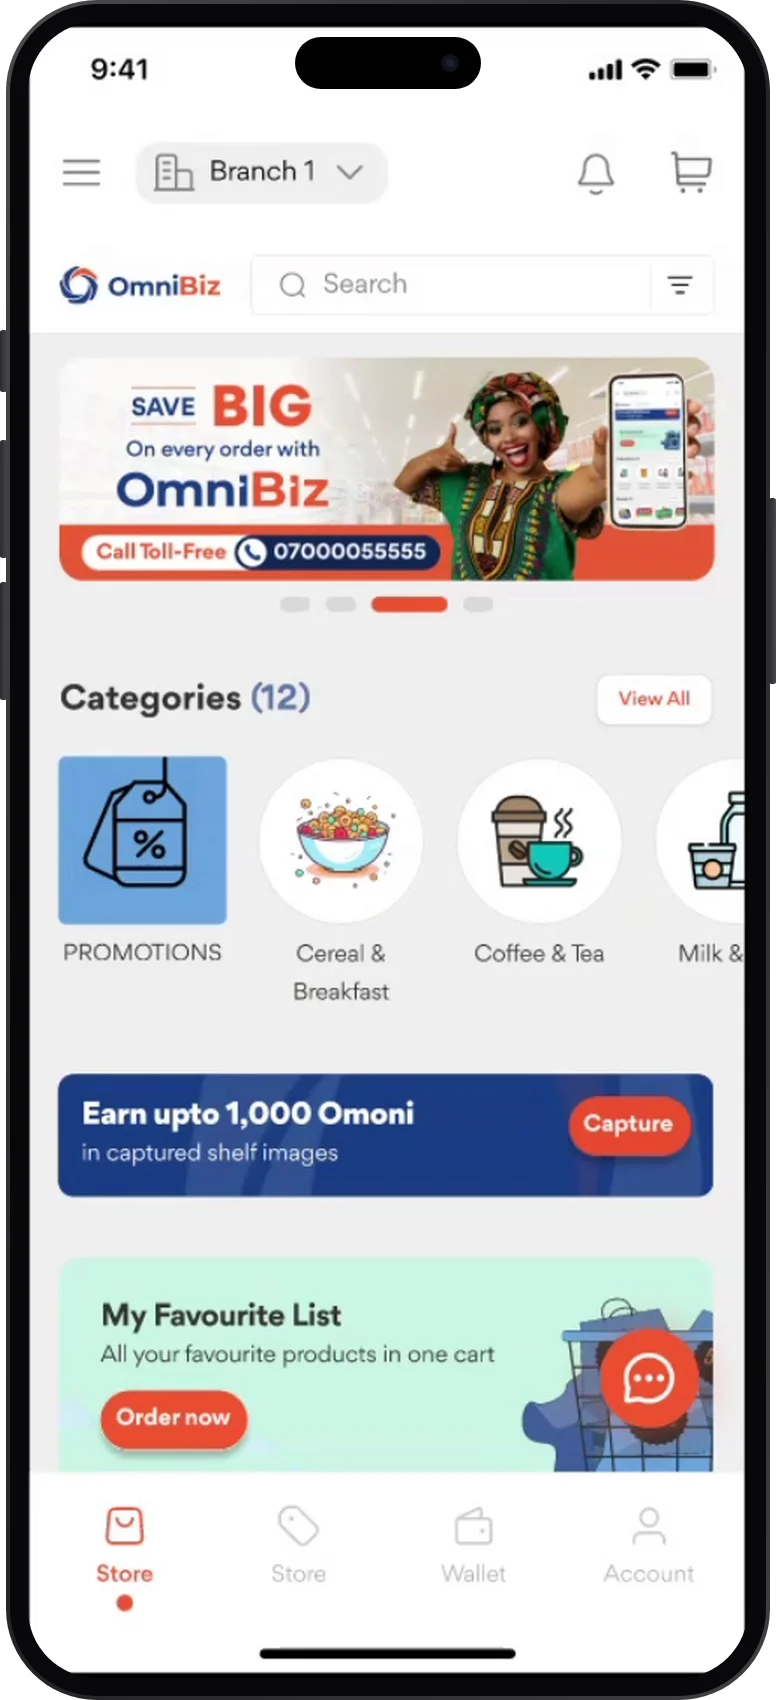 9:41
Branch 1
OmniBiz
Search
SAVE BIG
On every order with
OmniBiz
Call Toll-Free 07000055555
Categories (12)
View All
%
PROMOTIONS
Cereal &
Breakfast
Coffee & Tea
Milk &
Earn upto 1,000 Omoni
in captured shelf images
Capture
My Favourite List
All your favourite products in one cart
Order now
Store
Store
Wallet
Account